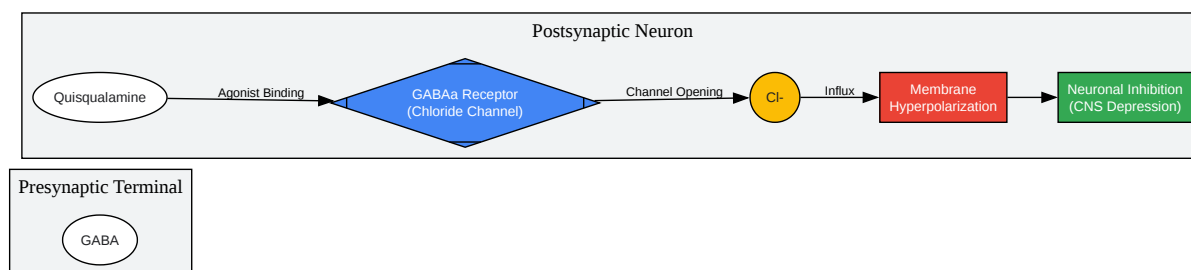 Postsynaptic Neuron
Quisqualamine
Agonist Binding
GABAa Receptor
(Chloride Channel)
Channel Opening
Cl-
Influx
Membrane
Hyperpolarization
Neuronal Inhibition
(CNS Depression)
Presynaptic Terminal
GABA